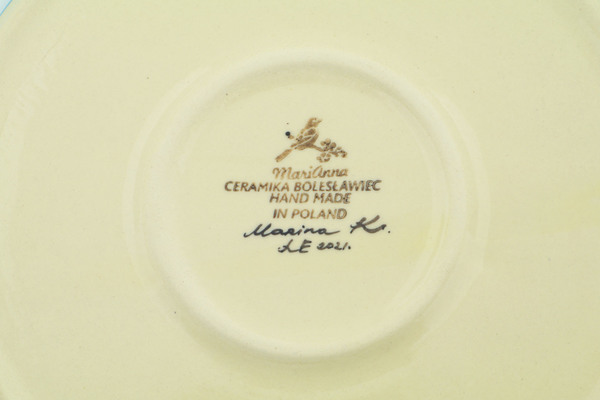 MariAnna
CERAMIKA BOLESŁAWIEC
HAND MADE
IN POLAND
Marina K.
LE 2021.